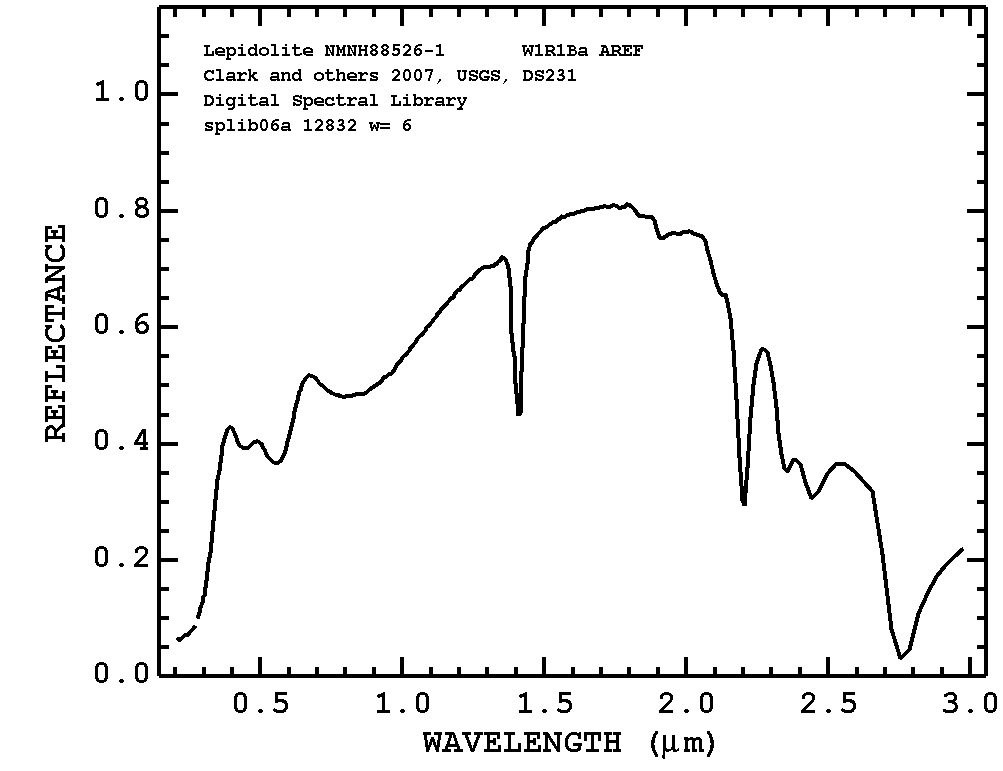 Lepidolite NMNH88526-1 W1R1Ba AREF
Clark and others 2007, USGS, DS231
Digital Spectral Library
splib06a 12832 w= 6
1.0
0.8
0.6
0.4
0.2
0.0
REFLECTANCE
0.5 1.0 1.5 2.0 2.5 3.0
WAVELENGTH (μm)